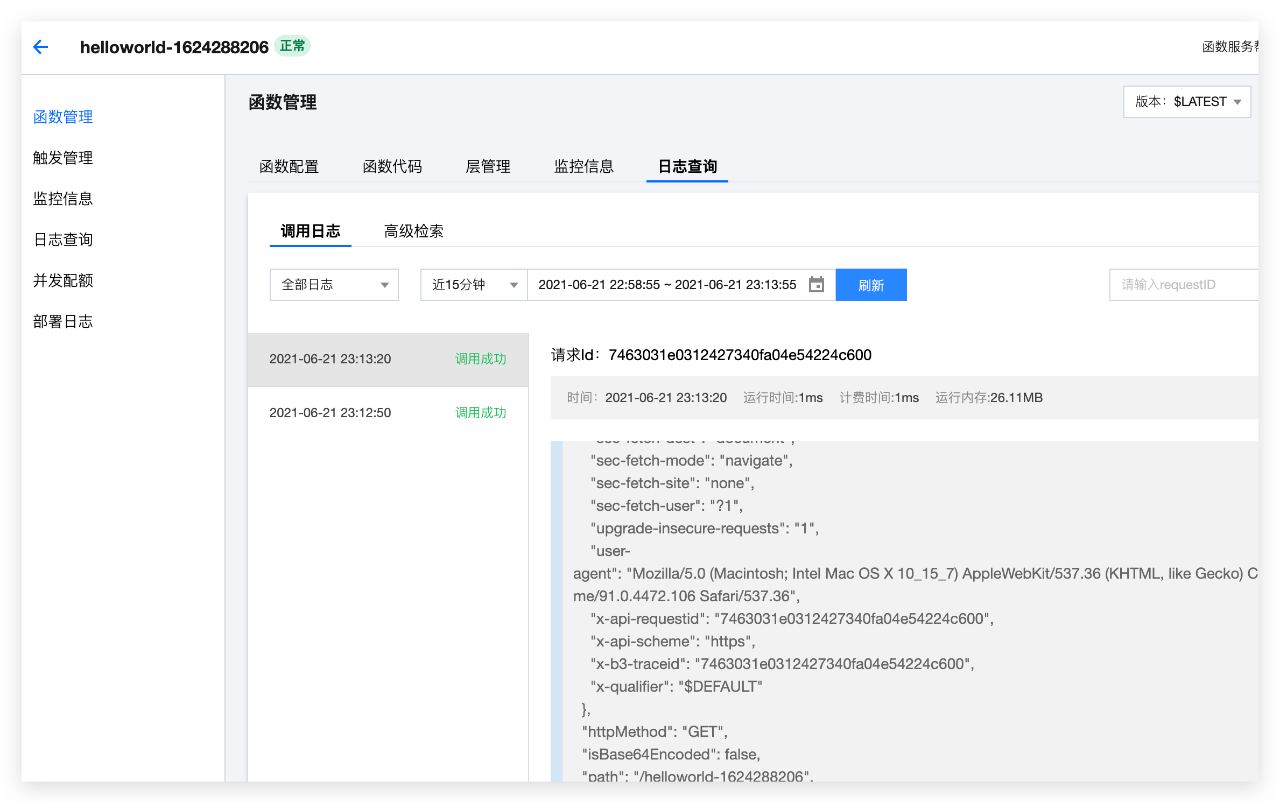 helloworld-1624288206 正常
函数服务
函数管理
触发管理
监控信息
日志查询
并发配额
部署日志
函数管理
版本：$LATEST
函数配置 函数代码 层管理 监控信息 日志查询
调用日志 高级检索
全部日志 近15分钟 2021-06-21 22:58:55 ~ 2021-06-21 23:13:55 刷新 请输入requestID
2021-06-21 23:13:20 调用成功
2021-06-21 23:12:50 调用成功
请求Id：7463031e0312427340fa04e54224c600
时间：2021-06-21 23:13:20 运行时间:1ms 计费时间:1ms 运行内存:26.11MB
"sec-fetch-dest": "document",
"sec-fetch-mode": "navigate",
"sec-fetch-site": "none",
"sec-fetch-user": "?1",
"upgrade-insecure-requests": "1",
"user-
agent": "Mozilla/5.0 (Macintosh; Intel Mac OS X 10_15_7) AppleWebKit/537.36 (KHTML, like Gecko) C
me/91.0.4472.106 Safari/537.36",
"x-api-requestid": "7463031e0312427340fa04e54224c600",
"x-api-scheme": "https",
"x-b3-traceid": "7463031e0312427340fa04e54224c600",
"x-qualifier": "$DEFAULT"
},
"httpMethod": "GET",
"isBase64Encoded": false,
"path": "/helloworld-1624288206",